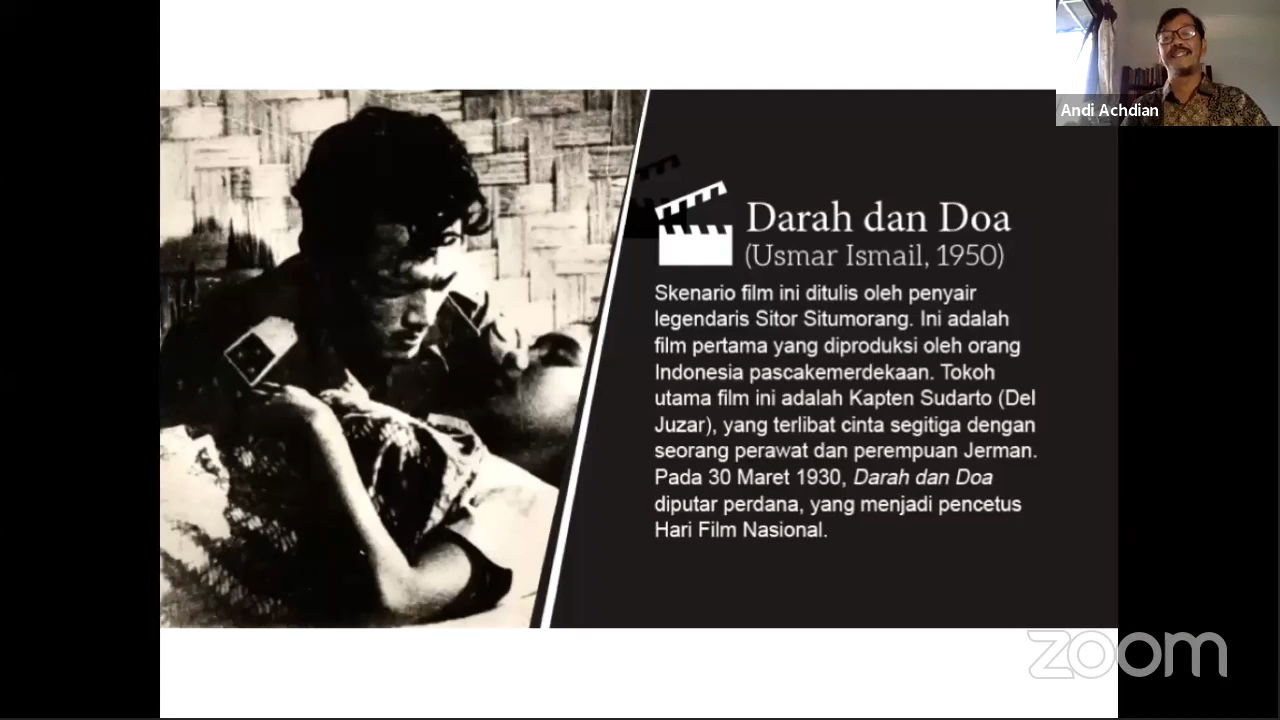 Andi Achdian
Darah dan Doa
(Usmar Ismail, 1950)
Skenario film ini ditulis oleh penyair
legendaris Sitor Situmorang. Ini adalah
film pertama yang diproduksi oleh orang
Indonesia pascakemerdekaan. Tokoh
utama film ini adalah Kapten Sudarto (Del
Juzar), yang terlibat cinta segitiga dengan
seorang perawat dan perempuan Jerman.
Pada 30 Maret 1930, Darah dan Doa
diputar perdana, yang menjadi pencetus
Hari Film Nasional.
zoom